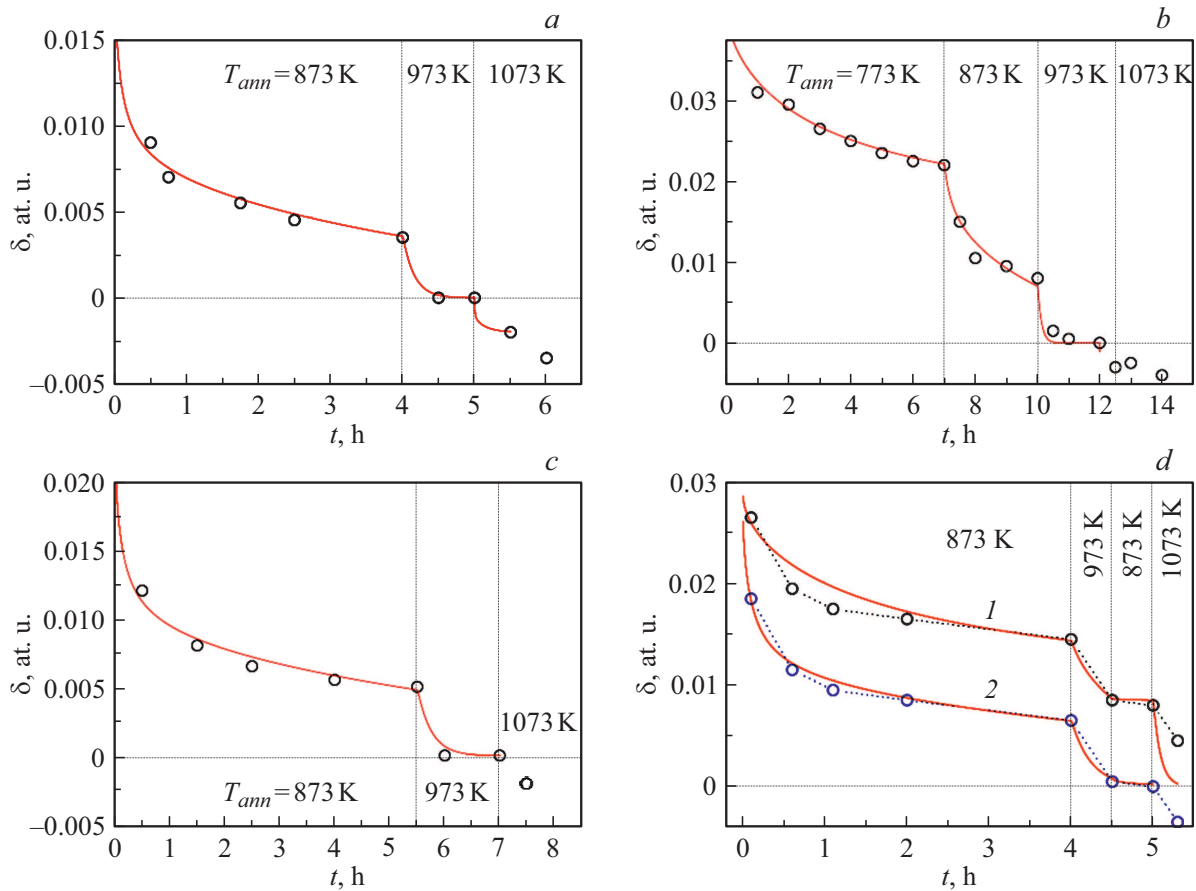 a
0.015
0.010
0.005
0
–0.005
δ, at. u.
T_ann = 873 K
973 K
1073 K
0 1 2 3 4 5 6
t, h
b
0.03
0.02
0.01
0
δ, at. u.
T_ann = 773 K
873 K
973 K
1073 K
0 2 4 6 8 10 12 14
t, h
c
0.020
0.015
0.010
0.005
0
–0.005
δ, at. u.
1073 K
T_ann = 873 K
973 K
0 1 2 3 4 5 6 7 8
t, h
d
0.03
0.02
0.01
0
δ, at. u.
873 K
973 K
873 K
1073 K
1
2
0 1 2 3 4 5
t, h